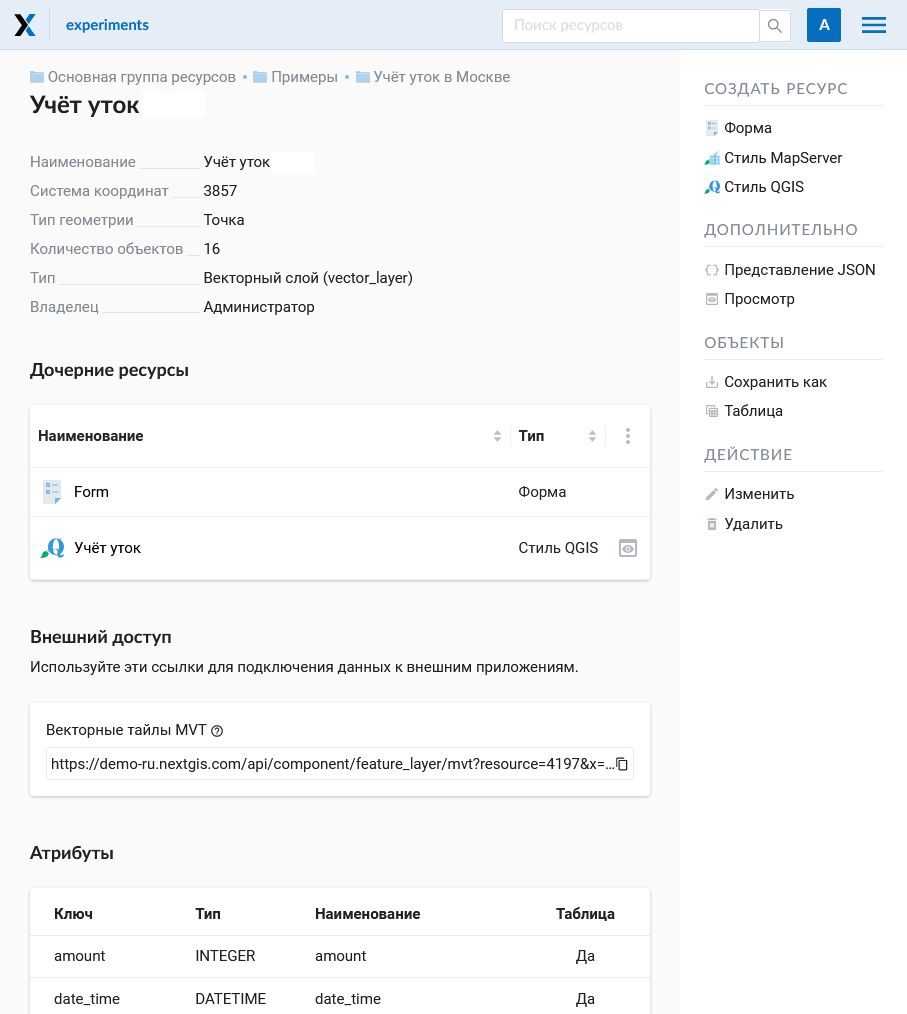 experiments
Поиск ресурсов
A
Основная группа ресурсов • Примеры • Учёт уток в Москве
Учёт уток
Наименование Учёт уток
Система координат 3857
Тип геометрии Точка
Количество объектов 16
Тип Векторный слой (vector_layer)
Владелец Администратор
Дочерние ресурсы
Наименование Тип
Form Форма
Учёт уток Стиль QGIS
Внешний доступ
Используйте эти ссылки для подключения данных к внешним приложениям.
Векторные тайлы MVT
https://demo-ru.nextgis.com/api/component/feature_layer/mvt?resource=4197&x=...
Атрибуты
Ключ Тип Наименование Таблица
amount INTEGER amount Да
date_time DATETIME date_time Да
СОЗДАТЬ РЕСУРС
Форма
Стиль MapServer
Стиль QGIS
ДОПОЛНИТЕЛЬНО
Представление JSON
Просмотр
ОБЪЕКТЫ
Сохранить как
Таблица
ДЕЙСТВИЕ
Изменить
Удалить